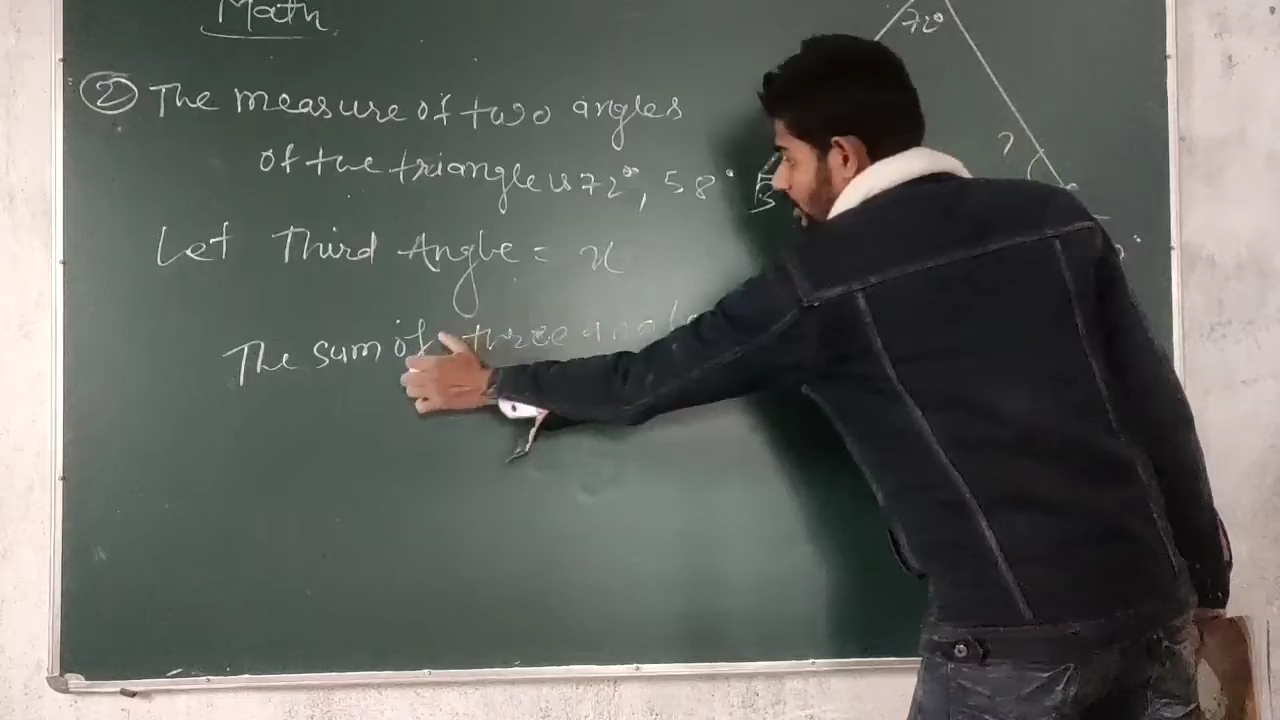 Math
② The measure of two angles
of the triangle is 72°, 58°
Let Third Angle = x
The sum of three angle
72°
?
B